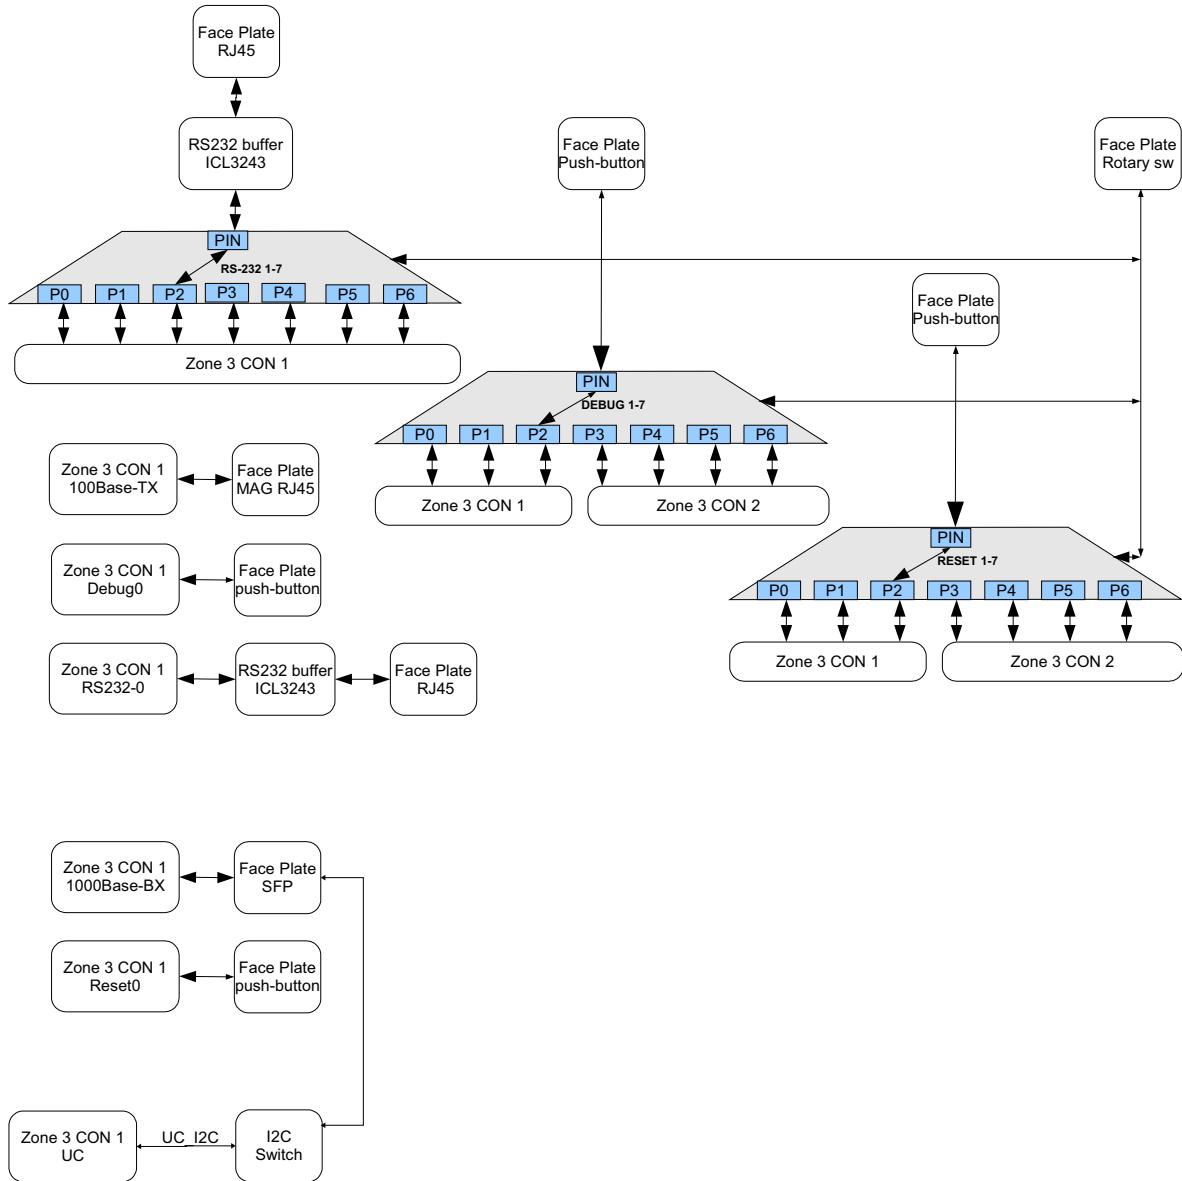 Face Plate
RJ45
RS232 buffer
ICL3243
Face Plate
Push-button
Face Plate
Rotary sw
PIN
RS-232 1-7
P0 P1 P2 P3 P4 P5 P6
Zone 3 CON 1
Face Plate
Push-button
PIN
DEBUG 1-7
P0 P1 P2 P3 P4 P5 P6
Zone 3 CON 1 Zone 3 CON 2
Zone 3 CON 1
100Base-TX
Face Plate
MAG RJ45
PIN
RESET 1-7
P0 P1 P2 P3 P4 P5 P6
Zone 3 CON 1 Zone 3 CON 2
Zone 3 CON 1
Debug0
Face Plate
push-button
Zone 3 CON 1
RS232-0
RS232 buffer
ICL3243
Face Plate
RJ45
Zone 3 CON 1
1000Base-BX
Face Plate
SFP
Zone 3 CON 1
Reset0
Face Plate
push-button
Zone 3 CON 1
UC
UC_I2C
I2C
Switch